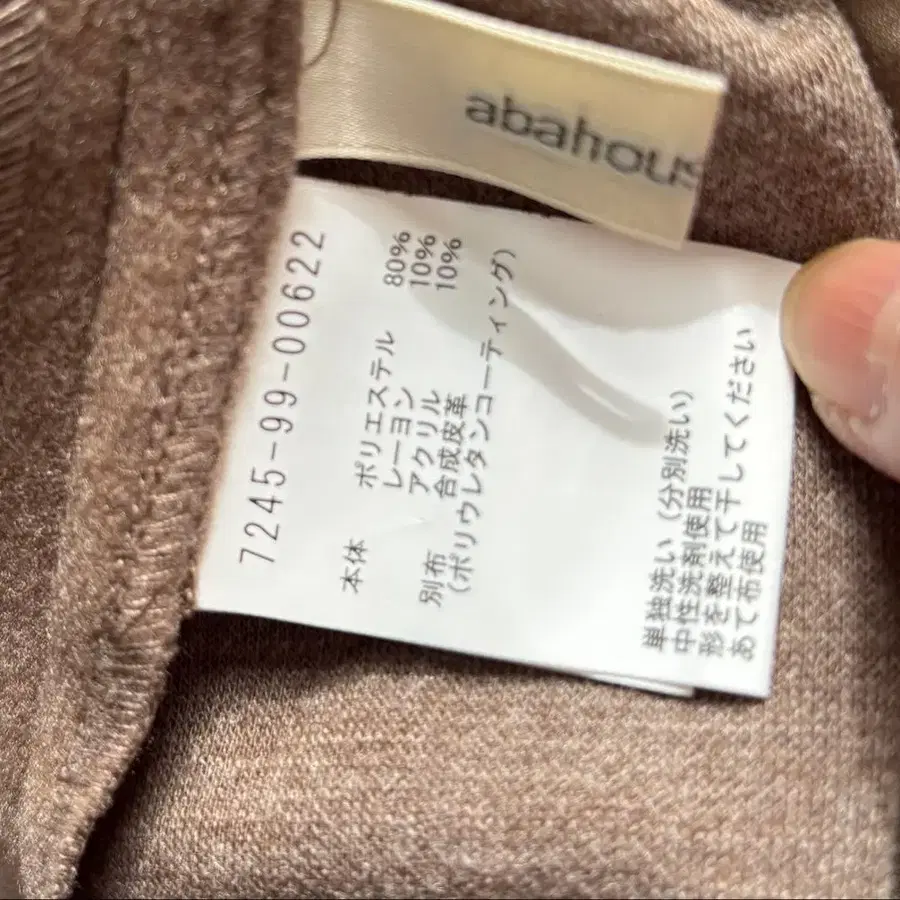 abahous
7245-99-00622
本体 ポリエステル 80%
レーヨン 10%
アクリル 10%
別布 合成皮革
(ポリウレタンコーティング)
単独洗い(分別洗い)
中性洗剤使用
形を整えて干してください
あて布使用